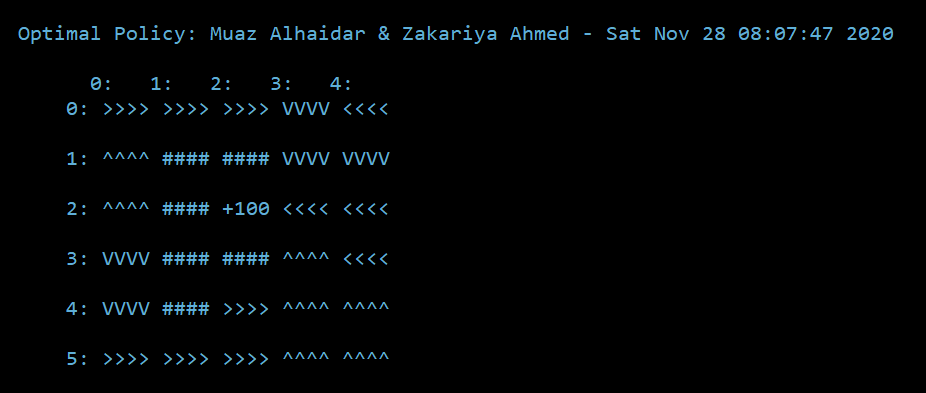 Optimal Policy: Muaz Alhaidar & Zakariya Ahmed - Sat Nov 28 08:07:47 2020
0: 1: 2: 3: 4:
0: >>>> >>>> >>>> VVVV <<<<
1: ^^^^ #### #### VVVV VVVV
2: ^^^^ #### +100 <<<< <<<<
3: VVVV #### #### ^^^^ <<<<
4: VVVV #### >>>> ^^^^ ^^^^
5: >>>> >>>> >>>> ^^^^ ^^^^